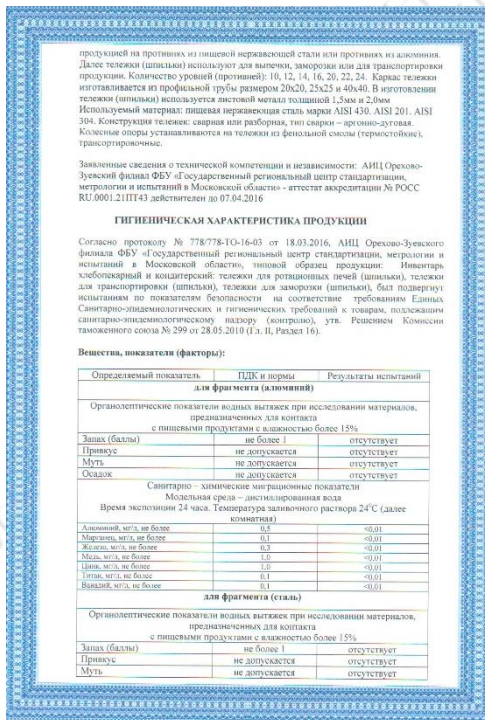 продукцией на противнях из пищевой нержавеющей стали или противнях из алюминия.
Далее тележки (шпильки) используют для выпечки, заморозки или для транспортировки
продукции. Количество уровней (противней): 10, 12, 14, 16, 20, 22, 24. Каркас тележки
изготавливается из профильной трубы размером 20х20, 25х25 и 40х40. В изготовлении
тележки (шпильки) используется листовой металл толщиной 1,5мм и 2,0мм
Используемый материал: пищевая нержавеющая сталь марки AISI 430. AISI 201. AISI
304. Конструкция тележек: сварная или разборная, тип сварки – аргонно-дуговая.
Колесные опоры устанавливаются на тележки из фенольной смолы (термостойкие),
транспортировочные.
Заявленные сведения о технической компетенции и независимости: АИЦ Орехово-
Зуевский филиал ФБУ «Государственный региональный центр стандартизации,
метрологии и испытаний в Московской области» - аттестат аккредитации № РОСС
RU.0001.21ПТ43 действителен до 07.04.2016
ГИГИЕНИЧЕСКАЯ ХАРАКТЕРИСТИКА ПРОДУКЦИИ
Согласно протоколу № 778/778-ТО-16-03 от 18.03.2016, АИЦ Орехово-Зуевского
филиала ФБУ «Государственный региональный центр стандартизации, метрологии и
испытаний в Московской области», типовой образец продукции: Инвентарь
хлебопекарный и кондитерский: тележки для ротационных печей (шпильки), тележки
для транспортировки (шпильки), тележки для заморозки (шпильки), был подвергнут
испытаниям по показателям безопасности на соответствие требованиям Единых
Санитарно-эпидемиологических и гигиенических требований к товарам, подлежащим
санитарно-эпидемиологическому надзору (контролю), утв. Решением Комиссии
таможенного союза № 299 от 28.05.2010 (Гл. II, Раздел 16).
Вещества, показатели (факторы):
Определяемый показатель ПДК и нормы Результаты испытаний
для фрагмента (алюминий)
Органолептические показатели водных вытяжек при исследовании материалов,
предназначенных для контакта
с пищевыми продуктами с влажностью более 15%
Запах (баллы) не более 1 отсутствует
Привкус не допускается отсутствует
Муть не допускается отсутствует
Осадок не допускается отсутствует
Санитарно – химические миграционные показатели
Модельная среда – дистиллированная вода
Время экспозиции 24 часа. Температура заливочного раствора 24°С (далее
комнатная)
Алюминий, мг/л, не более 0,5 <0,01
Марганец, мг/л, не более 0,1 <0,01
Железо, мг/л, не более 0,3 <0,01
Медь, мг/л, не более 1,0 <0,01
Цинк, мг/л, не более 1,0 <0,01
Титан, мг/л, не более 0,1 <0,01
Ванадий, мг/л, не более 0,1 <0,01
для фрагмента (сталь)
Органолептические показатели водных вытяжек при исследовании материалов,
предназначенных для контакта
с пищевыми продуктами с влажностью более 15%
Запах (баллы) не более 1 отсутствует
Привкус не допускается отсутствует
Муть не допускается отсутствует